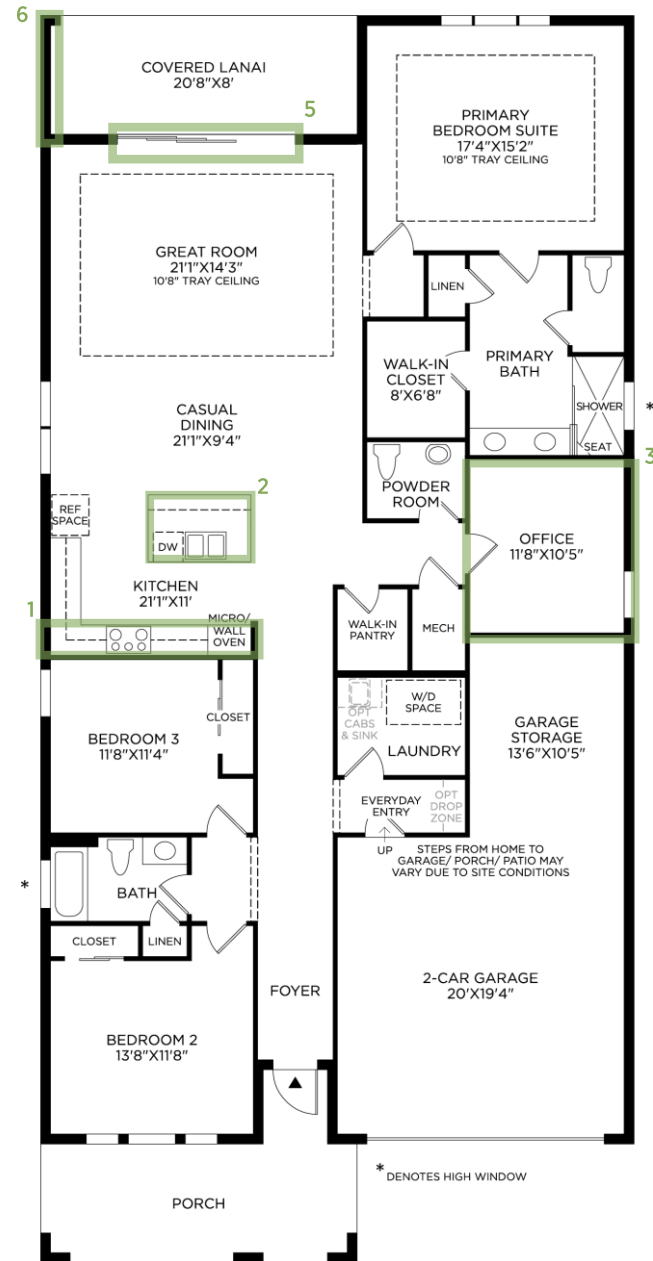 6
COVERED LANAI
20'8"X8'
5
PRIMARY
BEDROOM SUITE
17'4"X15'2"
10'8" TRAY CEILING
GREAT ROOM
21'1"X14'3"
10'8" TRAY CEILING
LINEN
WALK-IN
CLOSET
8'X6'8"
PRIMARY
BATH
SHOWER
*
SEAT
CASUAL
DINING
21'1"X9'4"
2
REF
SPACE
DW
POWDER
ROOM
3
OFFICE
11'8"X10'5"
KITCHEN
21'1"X11'
1
MICRO/
WALL
OVEN
WALK-IN
PANTRY
MECH
BEDROOM 3
11'8"X11'4"
CLOSET
OPT
CABS
& SINK
W/D
SPACE
LAUNDRY
GARAGE
STORAGE
13'6"X10'5"
EVERYDAY
ENTRY
OPT
DROP
ZONE
UP
STEPS FROM HOME TO
GARAGE/ PORCH/ PATIO MAY
VARY DUE TO SITE CONDITIONS
*
BATH
CLOSET
LINEN
FOYER
2-CAR GARAGE
20'X19'4"
BEDROOM 2
13'8"X11'8"
* DENOTES HIGH WINDOW
PORCH